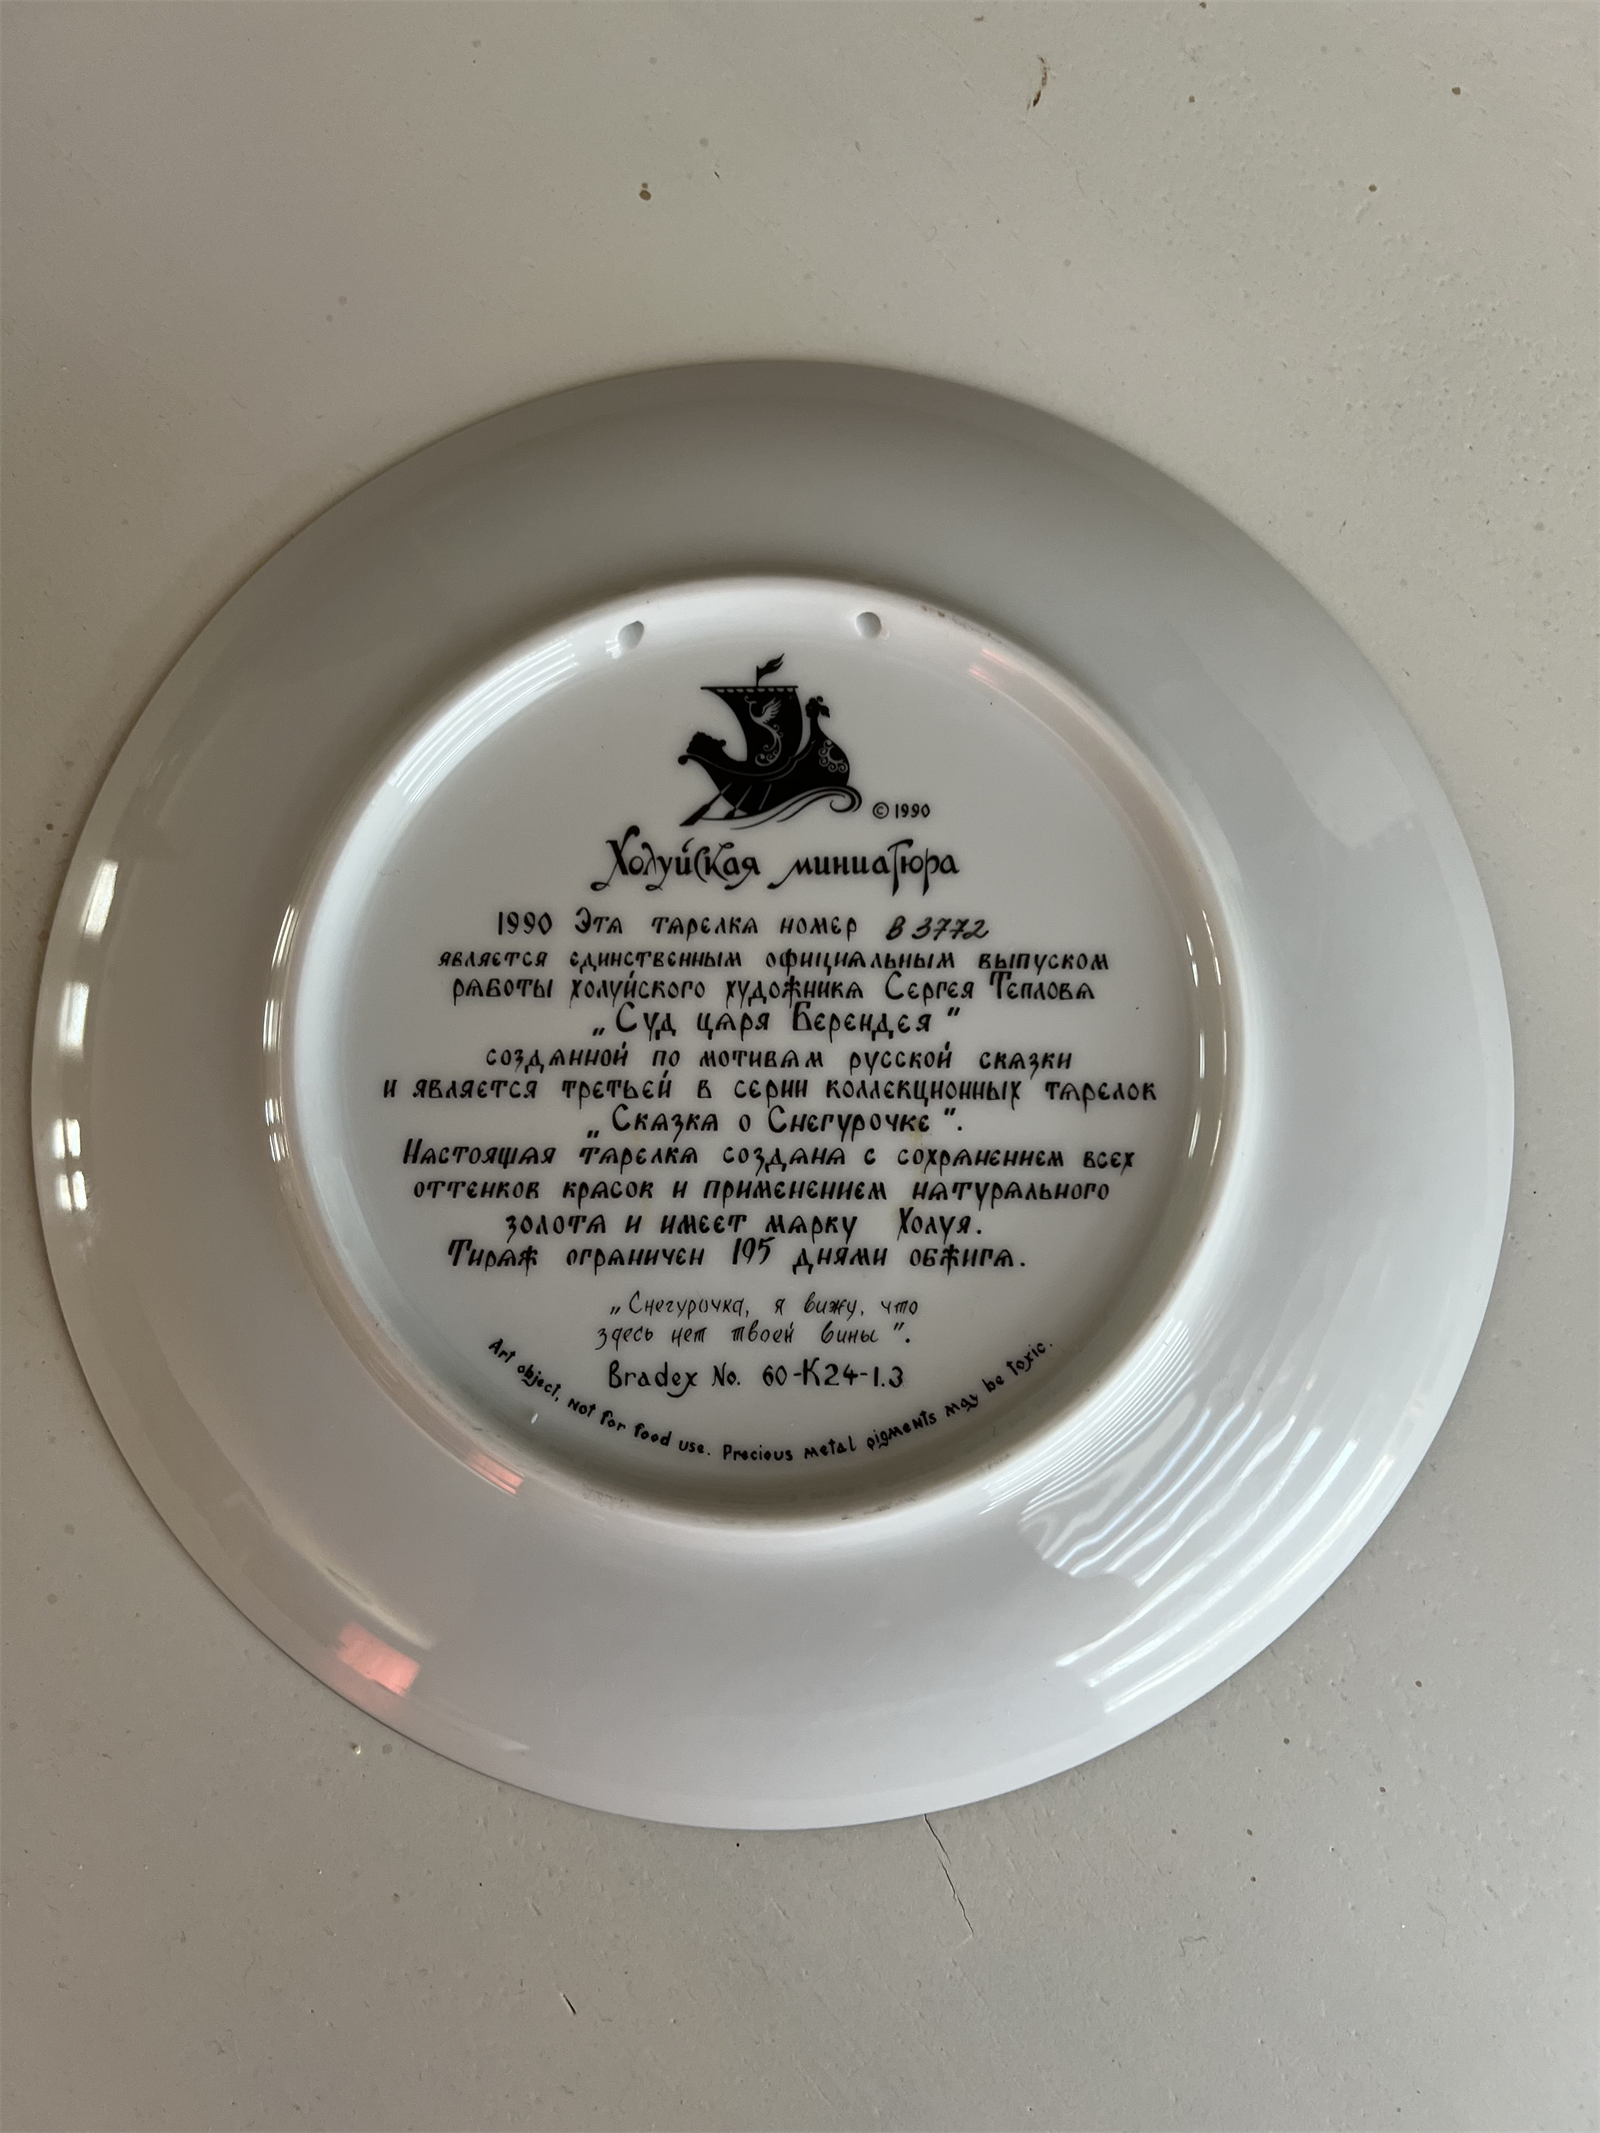 ©1990
Холуйская миниатюра
1990 Эта тарелка номер В 3772
является единственным официальным выпуском
работы холуйского художника Сергея Теплова
„Суд царя Берендея"
созданной по мотивам русской сказки
и является третьей в серии коллекционных тарелок
„Сказка о Снегурочке".
Настоящая тарелка создана с сохранением всех
оттенков красок и применением натурального
золота и имеет марку Холуя.
Тираж ограничен 195 днями обжига.
„Снегурочка, я вижу, что
здесь нет твоей вины".
Bradex No. 60-K24-1.3
Art object, not for food use. Precious metal pigments may be toxic.